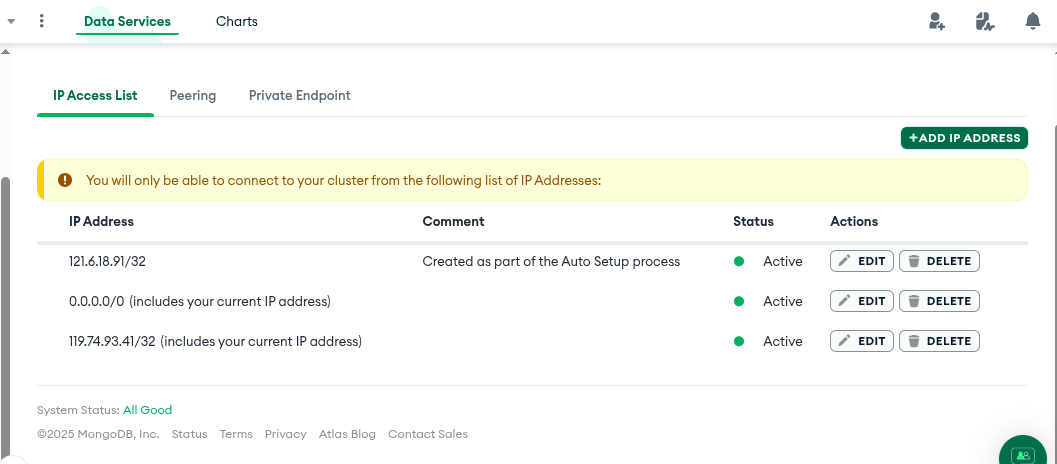 Data Services Charts
IP Access List Peering Private Endpoint
+ADD IP ADDRESS
You will only be able to connect to your cluster from the following list of IP Addresses:
IP Address Comment Status Actions
121.6.18.91/32 Created as part of the Auto Setup process Active EDIT DELETE
0.0.0.0/0 (includes your current IP address) Active EDIT DELETE
119.74.93.41/32 (includes your current IP address) Active EDIT DELETE
System Status: All Good
©2025 MongoDB, Inc. Status Terms Privacy Atlas Blog Contact Sales